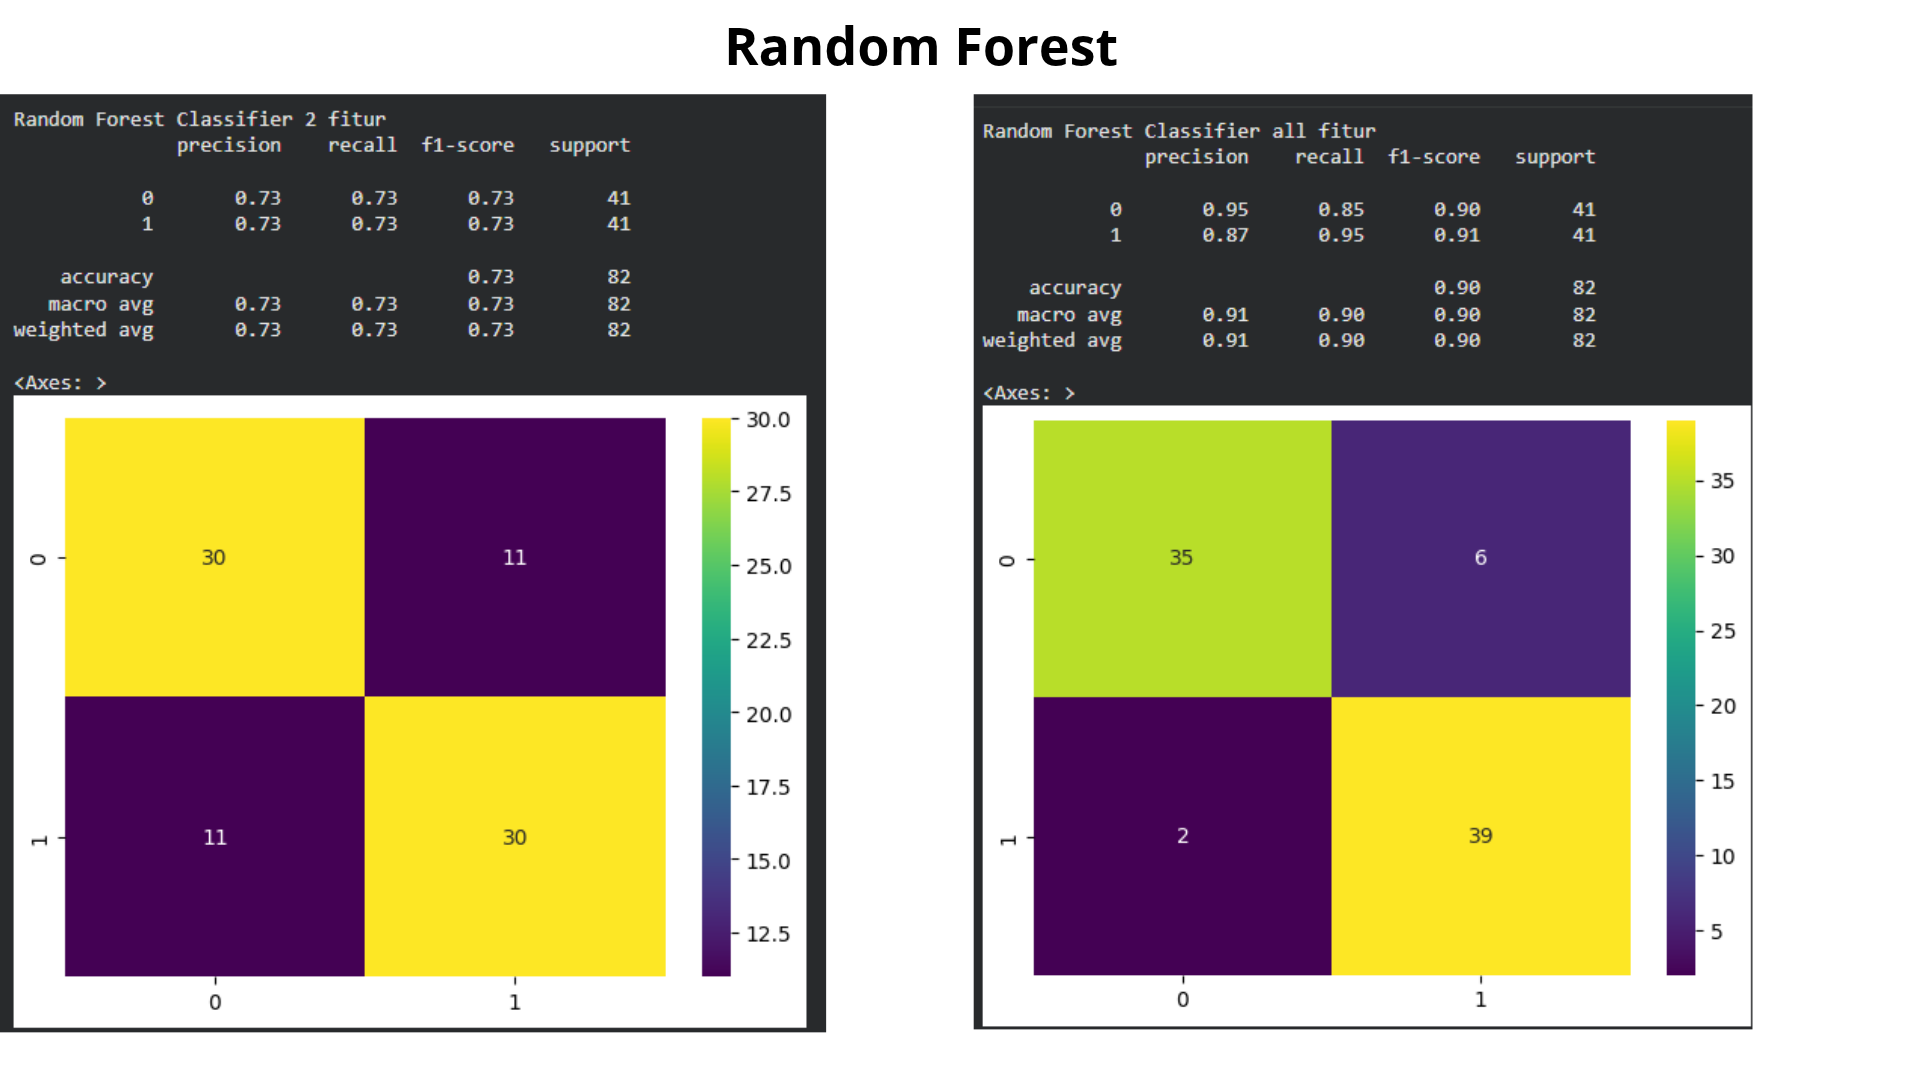 Random Forest
Random Forest Classifier 2 fitur
precision recall f1-score support
0 0.73 0.73 0.73 41
1 0.73 0.73 0.73 41
accuracy 0.73 82
macro avg 0.73 0.73 0.73 82
weighted avg 0.73 0.73 0.73 82
<Axes: >
30.0
27.5
25.0
22.5
20.0
17.5
15.0
12.5
0
30 11
1
11 30
0 1
Random Forest Classifier all fitur
precision recall f1-score support
0 0.95 0.85 0.90 41
1 0.87 0.95 0.91 41
accuracy 0.90 82
macro avg 0.91 0.90 0.90 82
weighted avg 0.91 0.90 0.90 82
<Axes: >
35
30
25
20
15
10
5
0
35 6
1
2 39
0 1